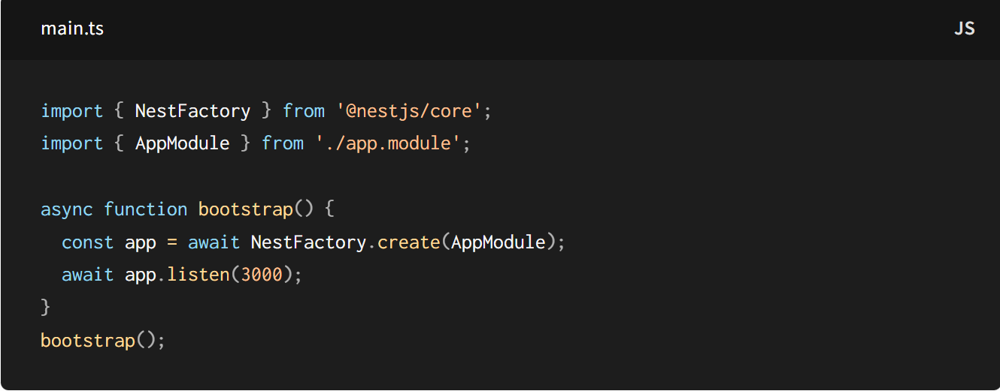 main.ts
JS
import { NestFactory } from '@nestjs/core';
import { AppModule } from './app.module';
async function bootstrap() {
  const app = await NestFactory.create(AppModule);
  await app.listen(3000);
}
bootstrap();